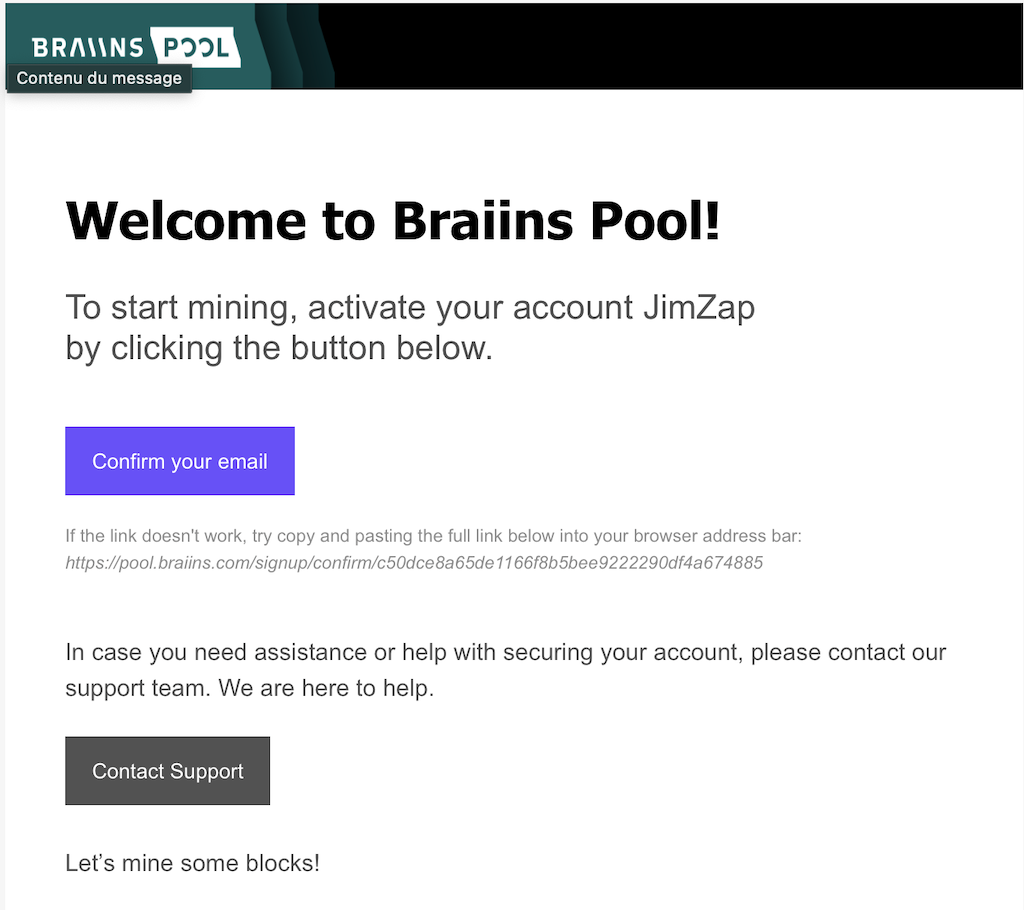 BRAIINS POOL
Contenu du message
Welcome to Braiins Pool!
To start mining, activate your account JimZap
by clicking the button below.
Confirm your email
If the link doesn't work, try copy and pasting the full link below into your browser address bar:
https://pool.braiins.com/signup/confirm/c50dce8a65de1166f8b5bee9222290df4a674885
In case you need assistance or help with securing your account, please contact our
support team. We are here to help.
Contact Support
Let’s mine some blocks!